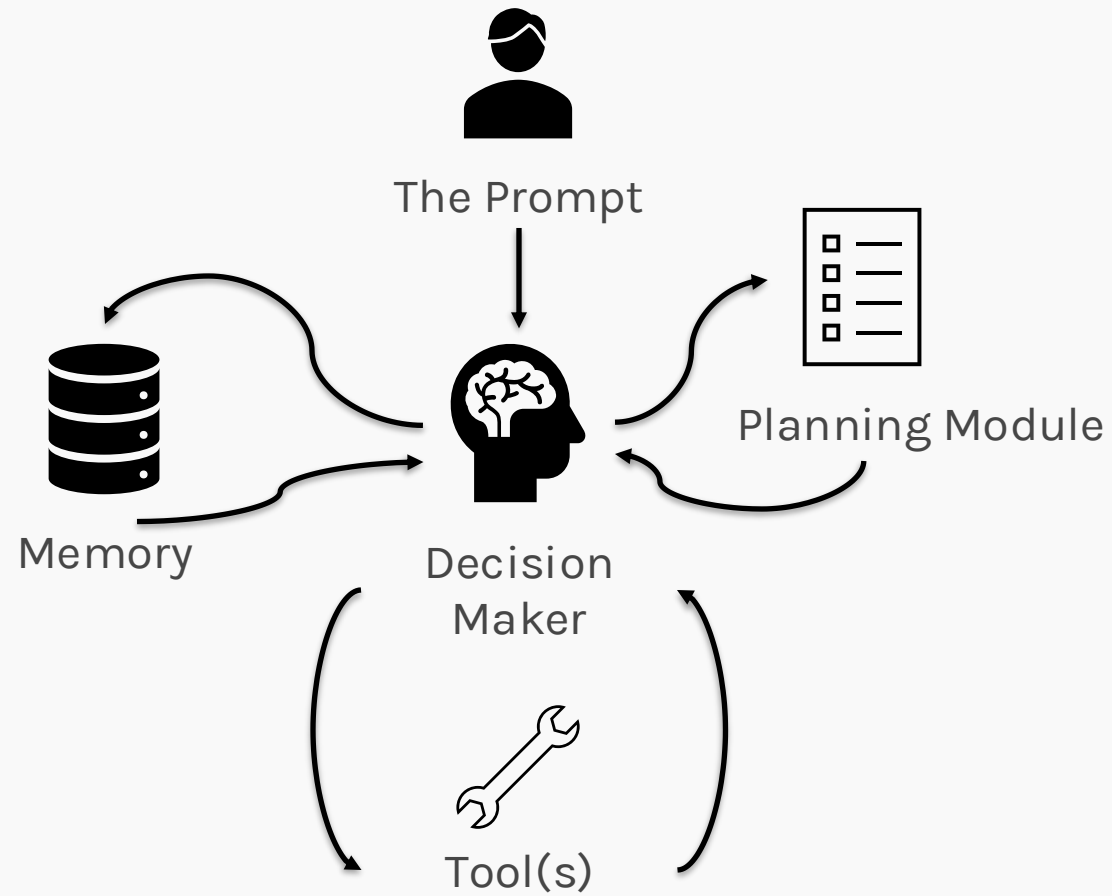 The Prompt
Planning Module
Memory
Decision
Maker
Tool(s)